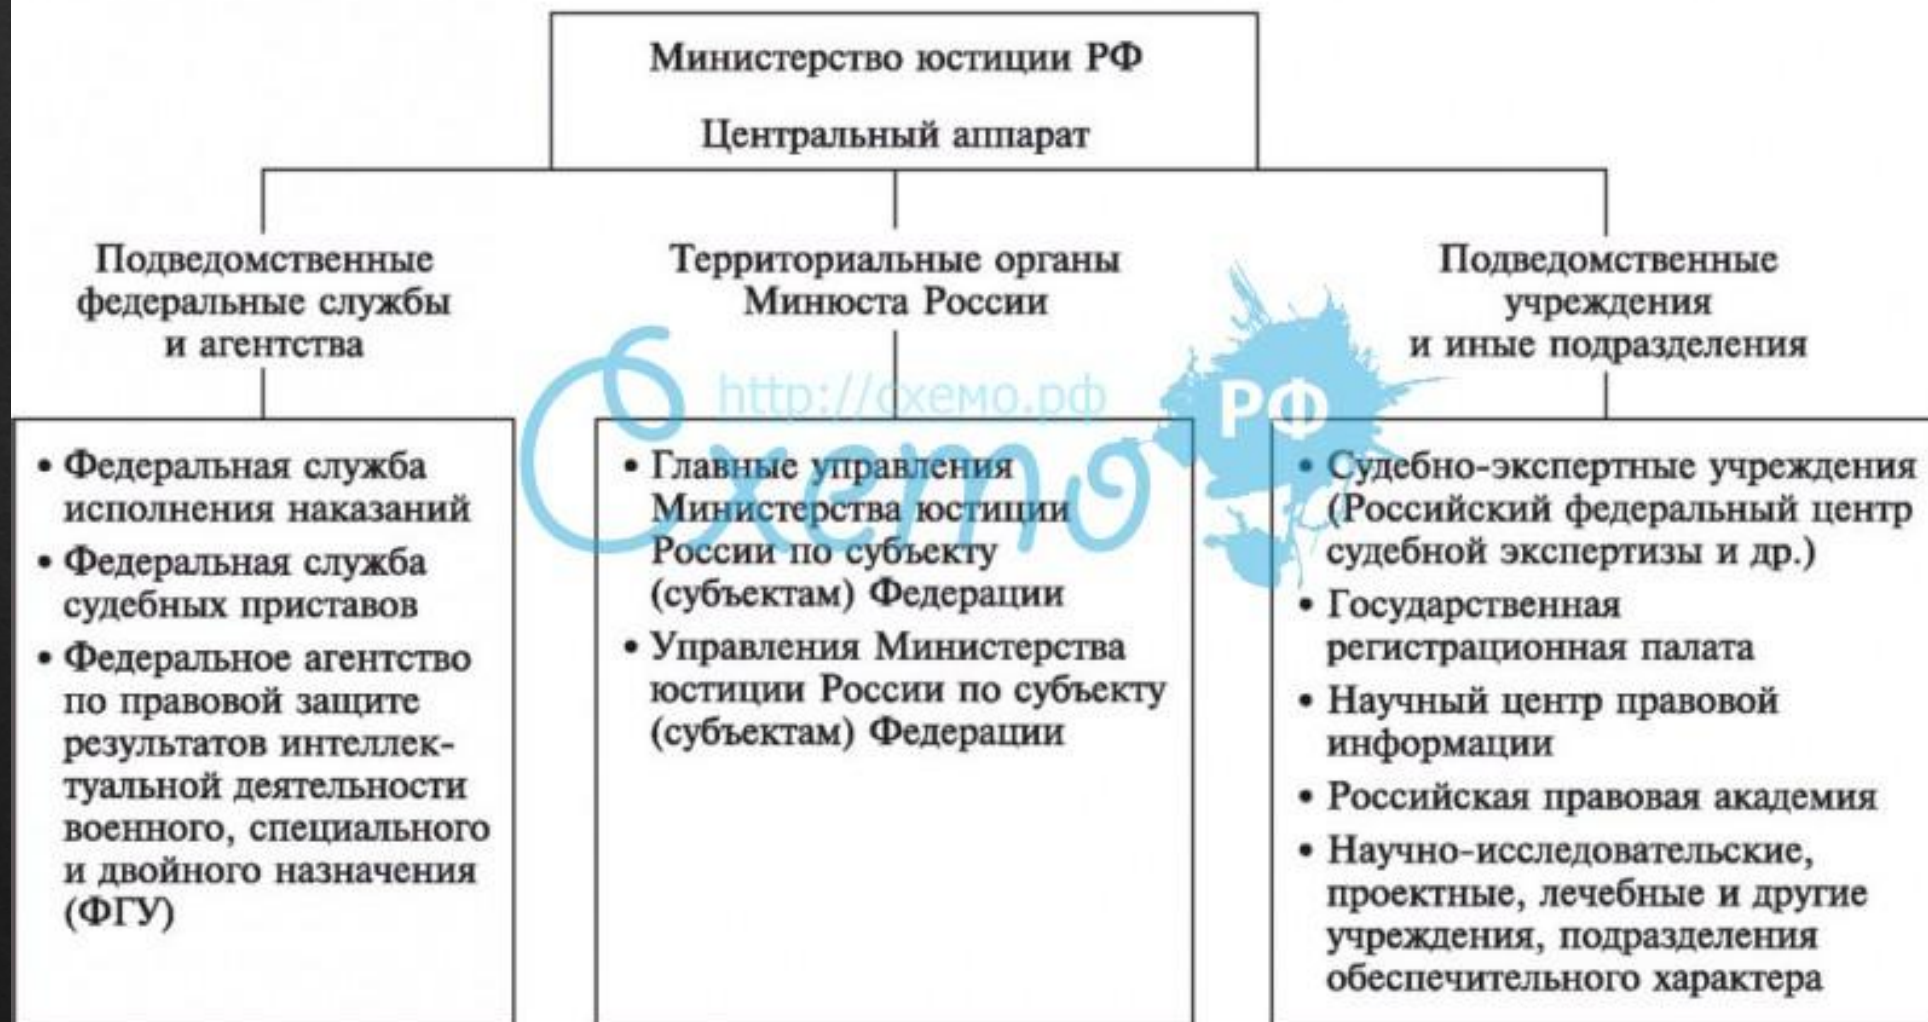 Министерство юстиции РФ
Центральный аппарат
Подведомственные
федеральные службы
и агентства
• Федеральная служба
исполнения наказаний
• Федеральная служба
судебных приставов
• Федеральное агентство
по правовой защите
результатов интеллек-
туальной деятельности
военного, специального
и двойного назначения
(ФГУ)
Территориальные органы
Минюста России
• Главные управления
Министерства юстиции
России по субъекту
(субъектам) Федерации
• Управления Министерства
юстиции России по субъекту
(субъектам) Федерации
Подведомственные
учреждения
и иные подразделения
• Судебно-экспертные учреждения
(Российский федеральный центр
судебной экспертизы и др.)
• Государственная
регистрационная палата
• Научный центр правовой
информации
• Российская правовая академия
• Научно-исследовательские,
проектные, лечебные и другие
учреждения, подразделения
обеспечительного характера
http://схемо.рф
Схемо
РФ